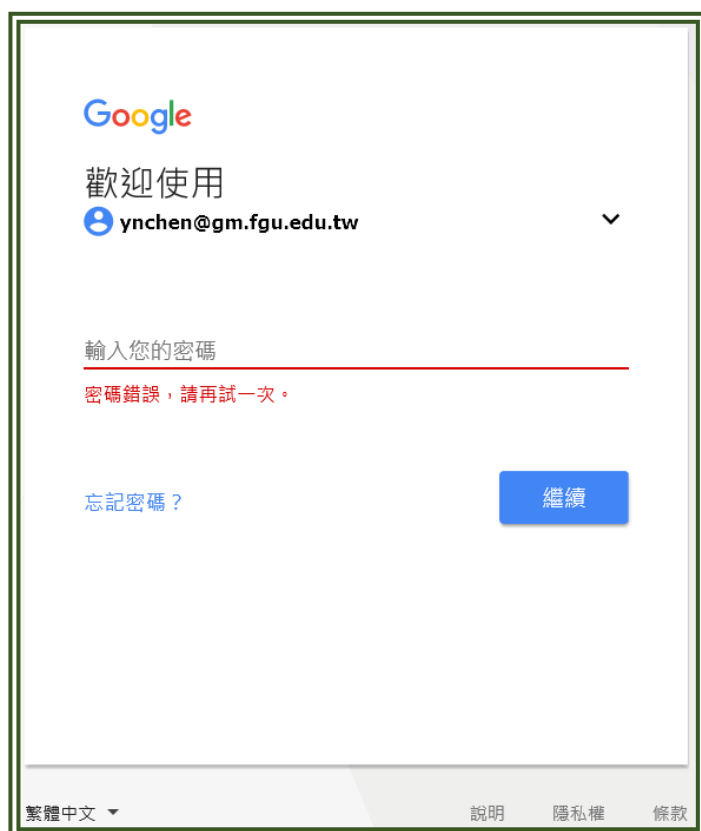 Google
歡迎使用
ynchen@gm.fgu.edu.tw
輸入您的密碼
密碼錯誤，請再試一次。
忘記密碼？ 繼續
繁體中文 說明 隱私權 條款